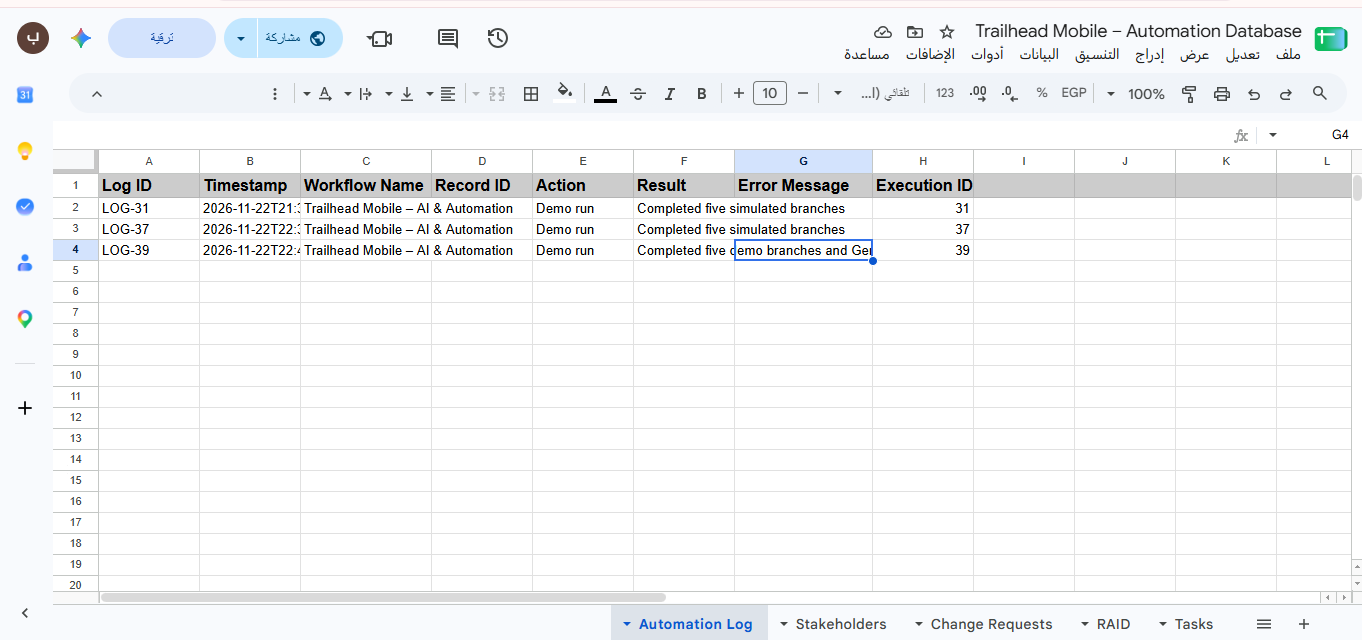 Trailhead Mobile – Automation Database
ملف تعديل عرض إدراج التنسيق البيانات أدوات الإضافات مساعدة
مشاركة
ترقية
ч
31
100% EGP % .0 .00 123 تلقائي (ا... 10 B I A A
G4
fx
A B C D E F G H I J K L
1 Log ID Timestamp Workflow Name Record ID Action Result Error Message Execution ID
2 LOG-31 2026-11-22T21:3 Trailhead Mobile – AI & Automation Demo run Completed five simulated branches 31
3 LOG-37 2026-11-22T22:3 Trailhead Mobile – AI & Automation Demo run Completed five simulated branches 37
4 LOG-39 2026-11-22T22:4 Trailhead Mobile – AI & Automation Demo run Completed five demo branches and Ge 39
5
6
7
8
9
10
11
12
13
14
15
16
17
18
19
20
Automation Log Stakeholders Change Requests RAID Tasks